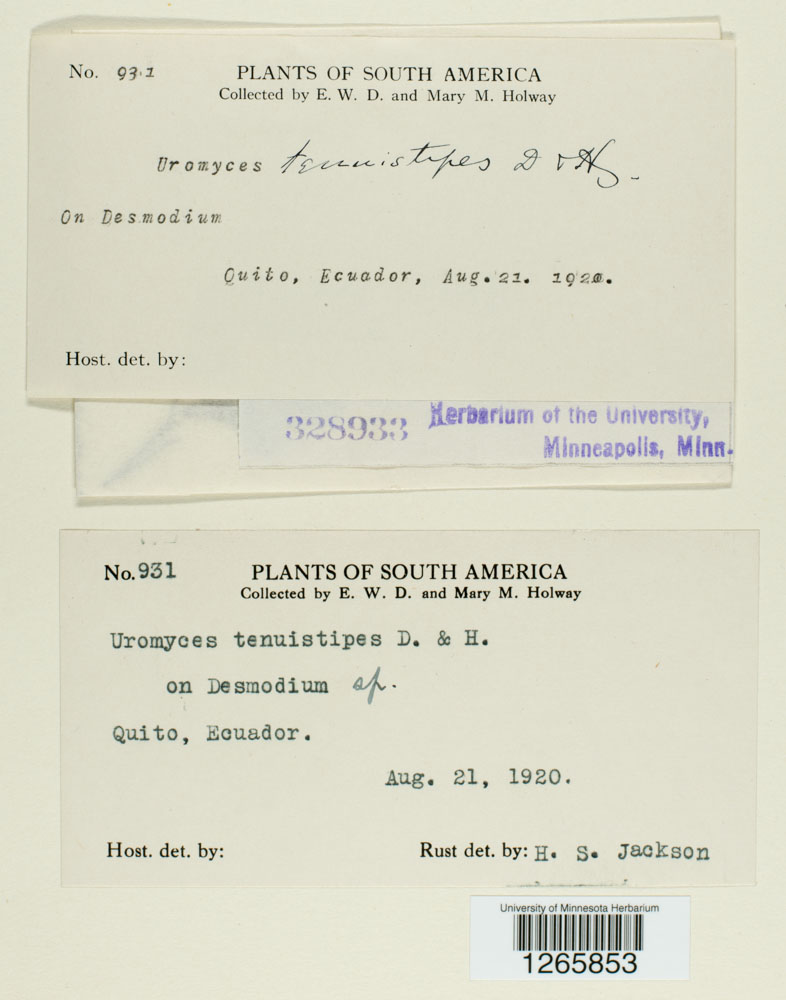 No. 931
PLANTS OF SOUTH AMERICA
Collected by E. W. D. and Mary M. Holway
Uromyces tenuistipes D & H
On Desmodium
Quito, Ecuador, Aug. 21. 1920.
Host. det. by:
328933
Herbarium of the University,
Minneapolis, Minn.
No. 931
PLANTS OF SOUTH AMERICA
Collected by E. W. D. and Mary M. Holway
Uromyces tenuistipes D. & H.
on Desmodium sp.
Quito, Ecuador.
Aug. 21, 1920.
Host. det. by:
Rust det. by: H. S. Jackson
University of Minnesota Herbarium
1265853